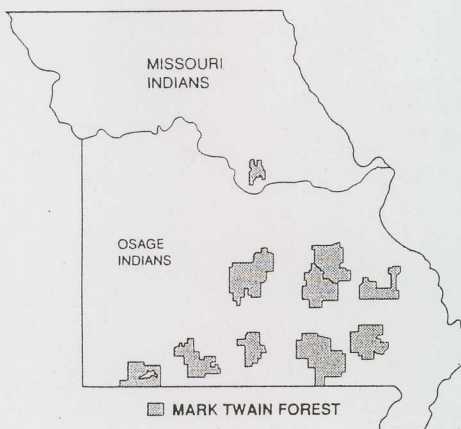 MISSOURI
INDIANS
OSAGE
INDIANS
MARK TWAIN FOREST